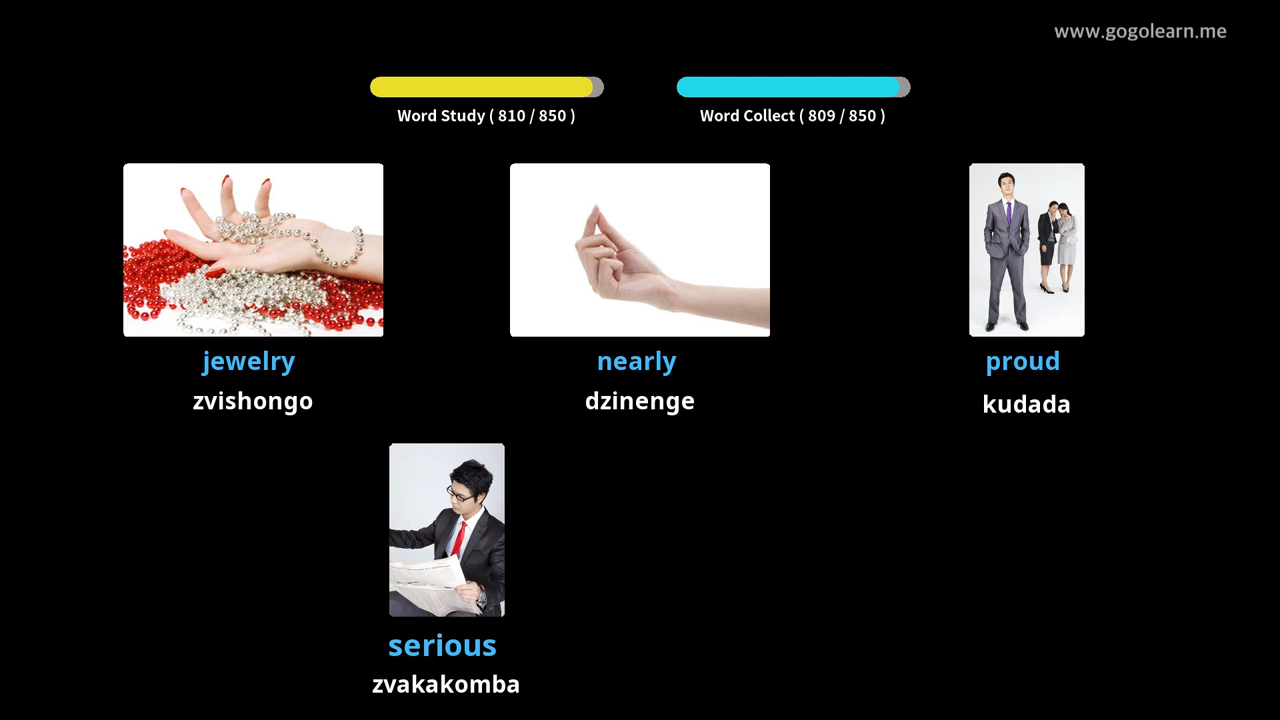 www.gogolearn.me
Word Study ( 810 / 850 )
Word Collect ( 809 / 850 )
jewelry
zvishongo
nearly
dzinenge
proud
kudada
serious
zvakakomba